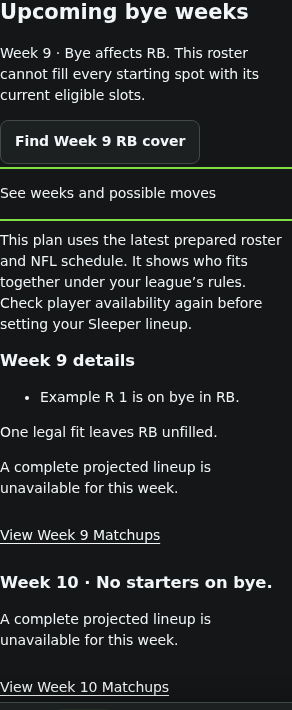 Upcoming bye weeks
Week 9 · Bye affects RB. This roster
cannot fill every starting spot with its
current eligible slots.
Find Week 9 RB cover
See weeks and possible moves
This plan uses the latest prepared roster
and NFL schedule. It shows who fits
together under your league’s rules.
Check player availability again before
setting your Sleeper lineup.
Week 9 details
• Example R 1 is on bye in RB.
One legal fit leaves RB unfilled.
A complete projected lineup is
unavailable for this week.
View Week 9 Matchups
Week 10 · No starters on bye.
A complete projected lineup is
unavailable for this week.
View Week 10 Matchups